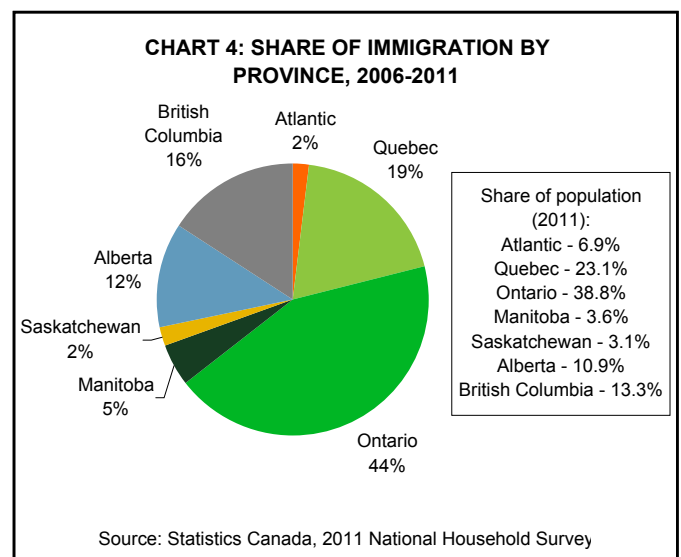 CHART 4: SHARE OF IMMIGRATION BY
PROVINCE, 2006-2011
British
Columbia
16%
Atlantic
2%
Quebec
19%
Alberta
12%
Saskatchewan
2%
Manitoba
5%
Ontario
44%
Share of population
(2011):
Atlantic - 6.9%
Quebec - 23.1%
Ontario - 38.8%
Manitoba - 3.6%
Saskatchewan - 3.1%
Alberta - 10.9%
British Columbia - 13.3%
Source: Statistics Canada, 2011 National Household Survey